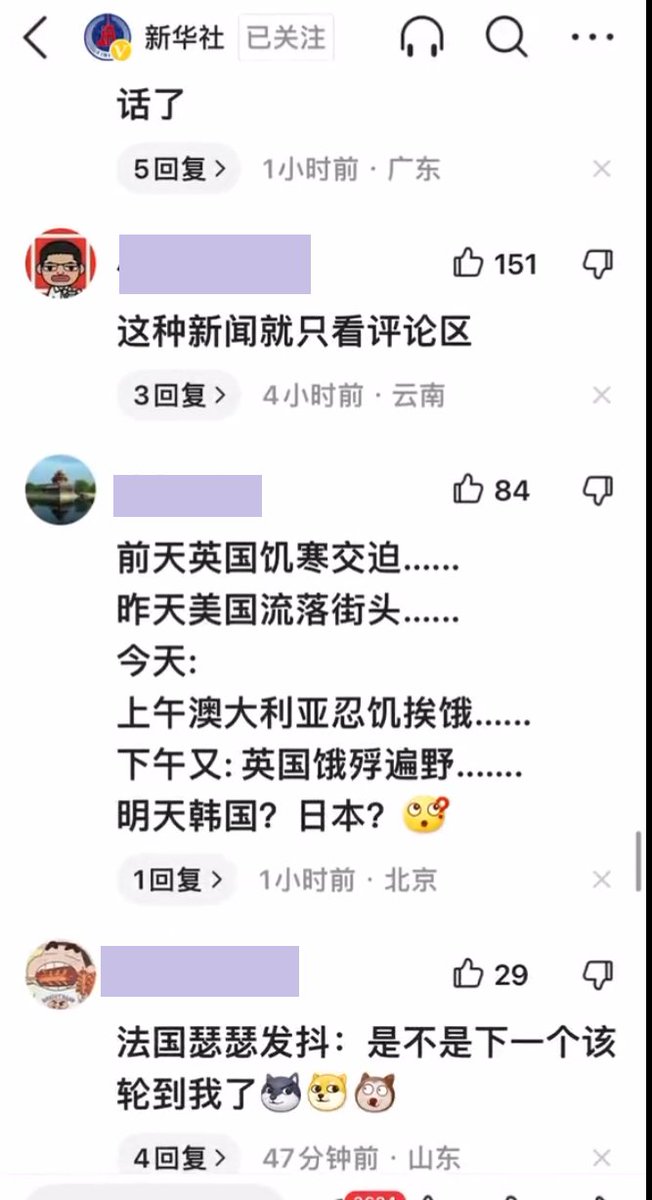 新华社 已关注
话了
5回复 1小时前 · 广东
151
这种新闻就只看评论区
3回复 4小时前 · 云南
84
前天英国饥寒交迫......
昨天美国流落街头......
今天:
上午澳大利亚忍饥挨饿......
下午又: 英国饿殍遍野.......
明天韩国? 日本?
1回复 1小时前 · 北京
29
法国瑟瑟发抖：是不是下一个该
轮到我了
4回复 47分钟前 · 山东